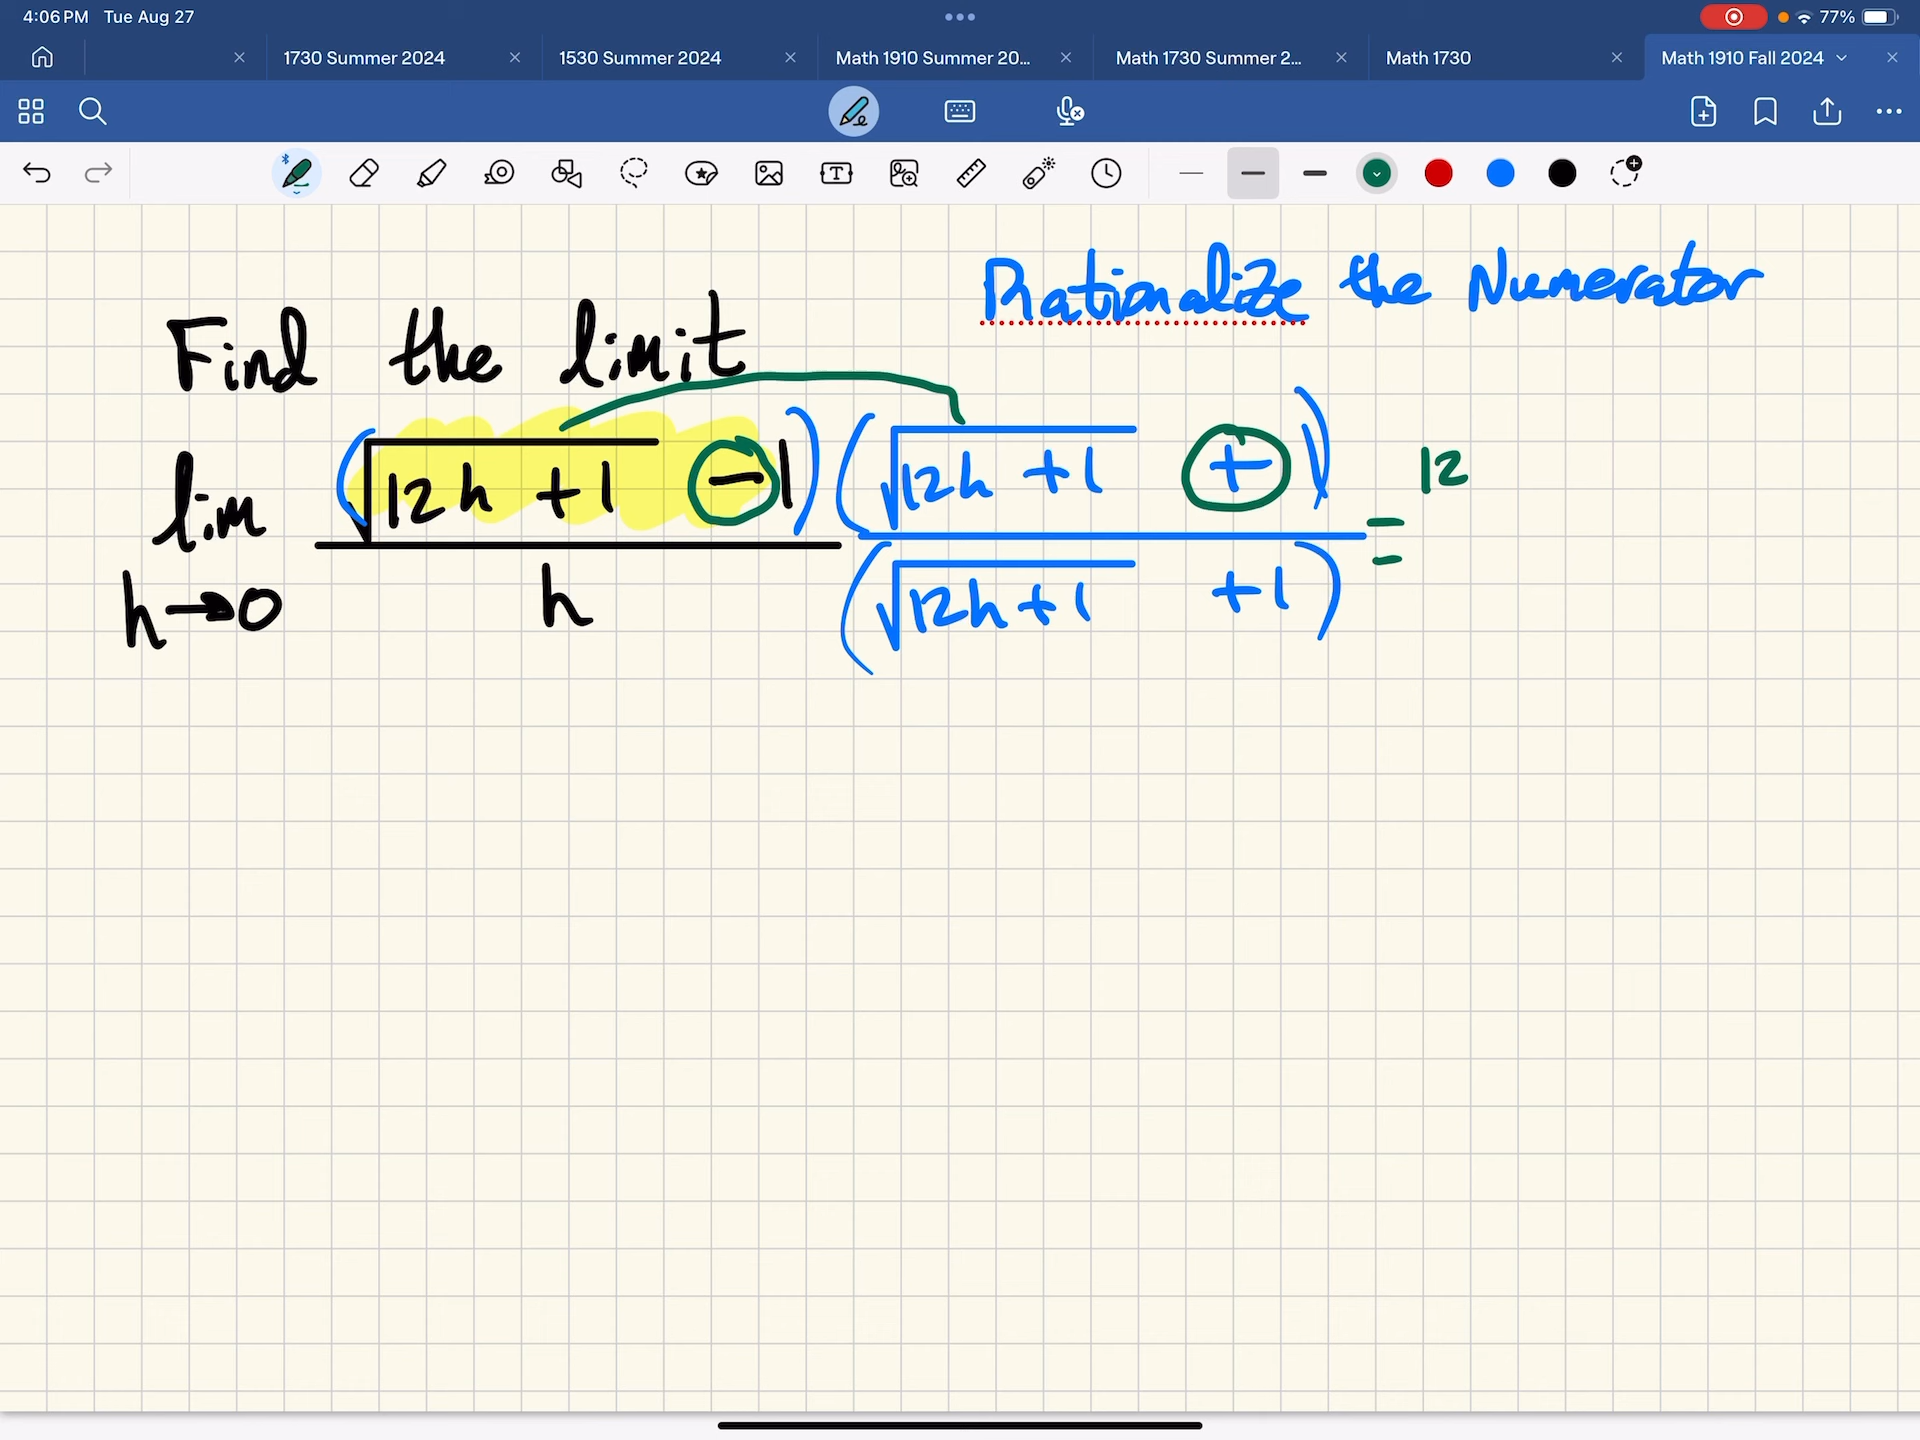 4:06 PM Tue Aug 27
77%
1730 Summer 2024
1530 Summer 2024
Math 1910 Summer 20...
Math 1730 Summer 2...
Math 1730
Math 1910 Fall 2024
Rationalize the Numerator
Find the limit
lim h→0 (√(12h + 1) − 1)/h · (√(12h + 1) + 1)/(√(12h + 1) + 1) = 12